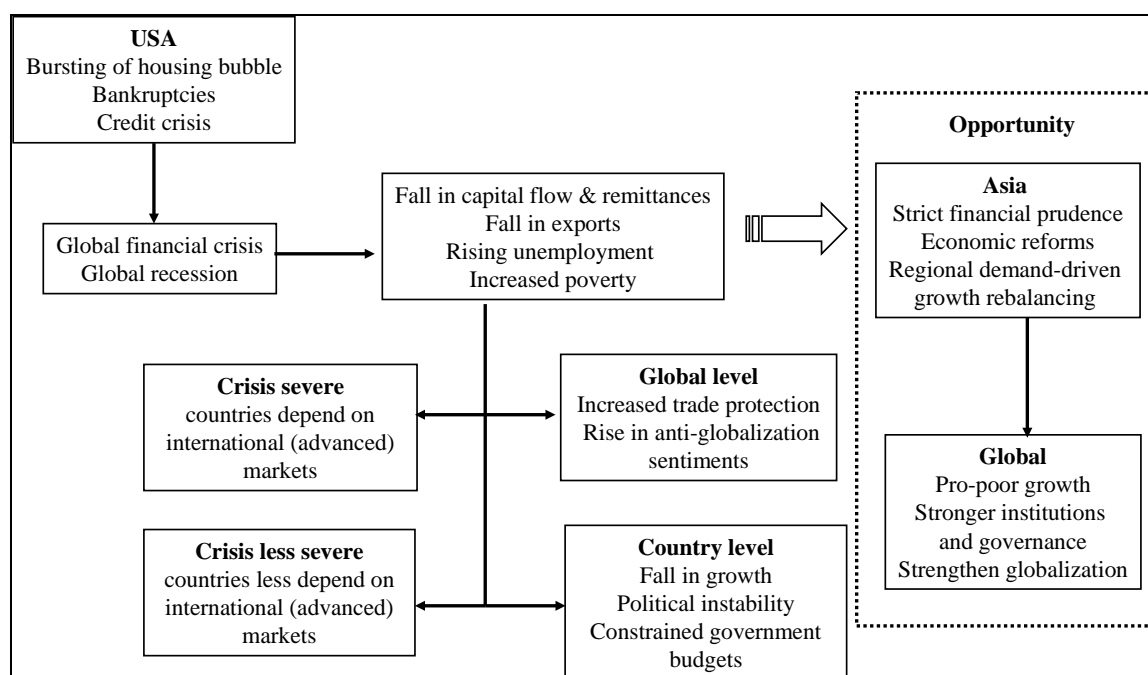 USA
Bursting of housing bubble
Bankruptcies
Credit crisis
Global financial crisis
Global recession
Fall in capital flow & remittances
Fall in exports
Rising unemployment
Increased poverty
Crisis severe
countries depend on
international (advanced)
markets
Global level
Increased trade protection
Rise in anti-globalization
sentiments
Crisis less severe
countries less depend on
international (advanced)
markets
Country level
Fall in growth
Political instability
Constrained government
budgets
Opportunity
Asia
Strict financial prudence
Economic reforms
Regional demand-driven
growth rebalancing
Global
Pro-poor growth
Stronger institutions
and governance
Strengthen globalization